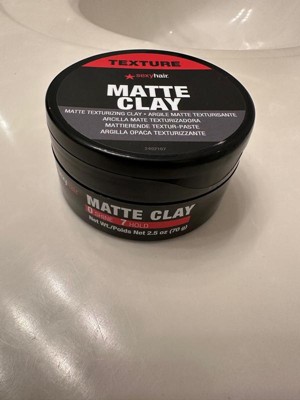 TEXTURE
sexyhair.
MATTE
CLAY
MATTE TEXTURIZING CLAY • ARGILE MATTE TEXTURISANTE
ARCILLA MATE TEXTURIZADORA
MATTIERENDE TEXTUR-PASTE
ARGILLA OPACA TEXTURIZZANTE
MATTE CLAY
0 SHINE 7 HOLD
Net Wt./Poids Net 2.5 oz (70 g)